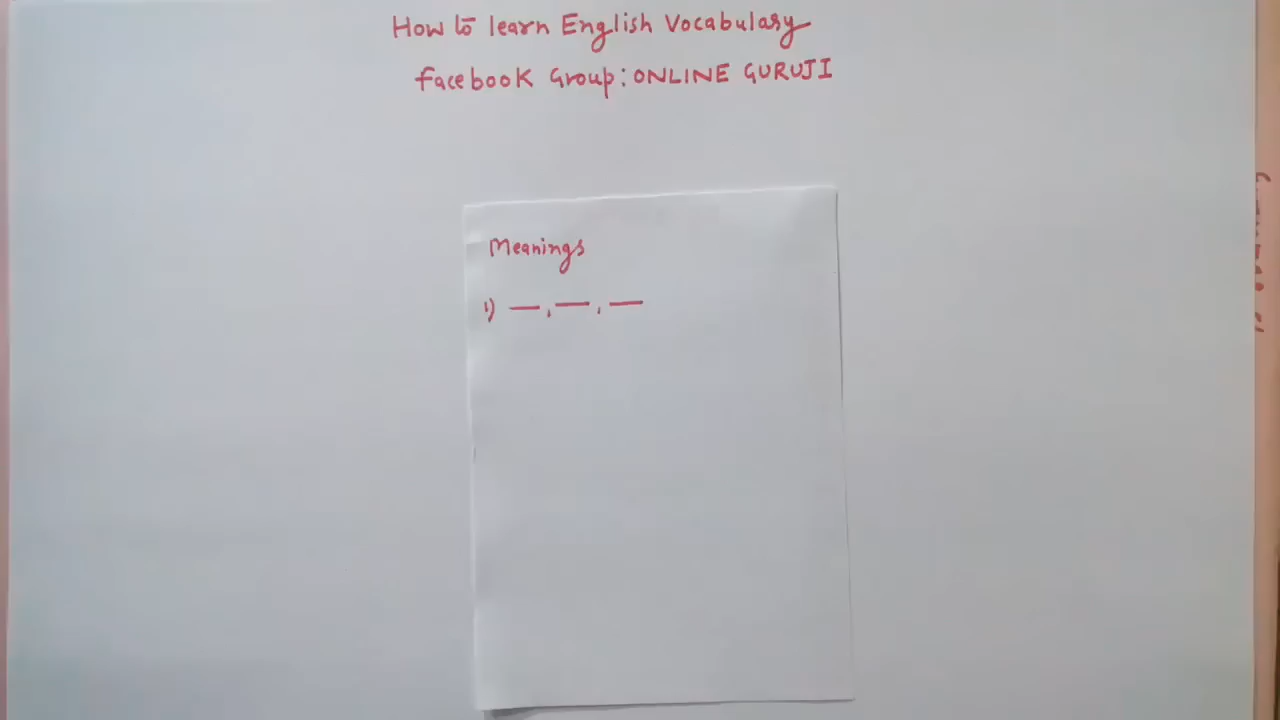 How to learn English Vocabulary
facebook Group: ONLINE GURUJI
Meanings
1) —, —, —